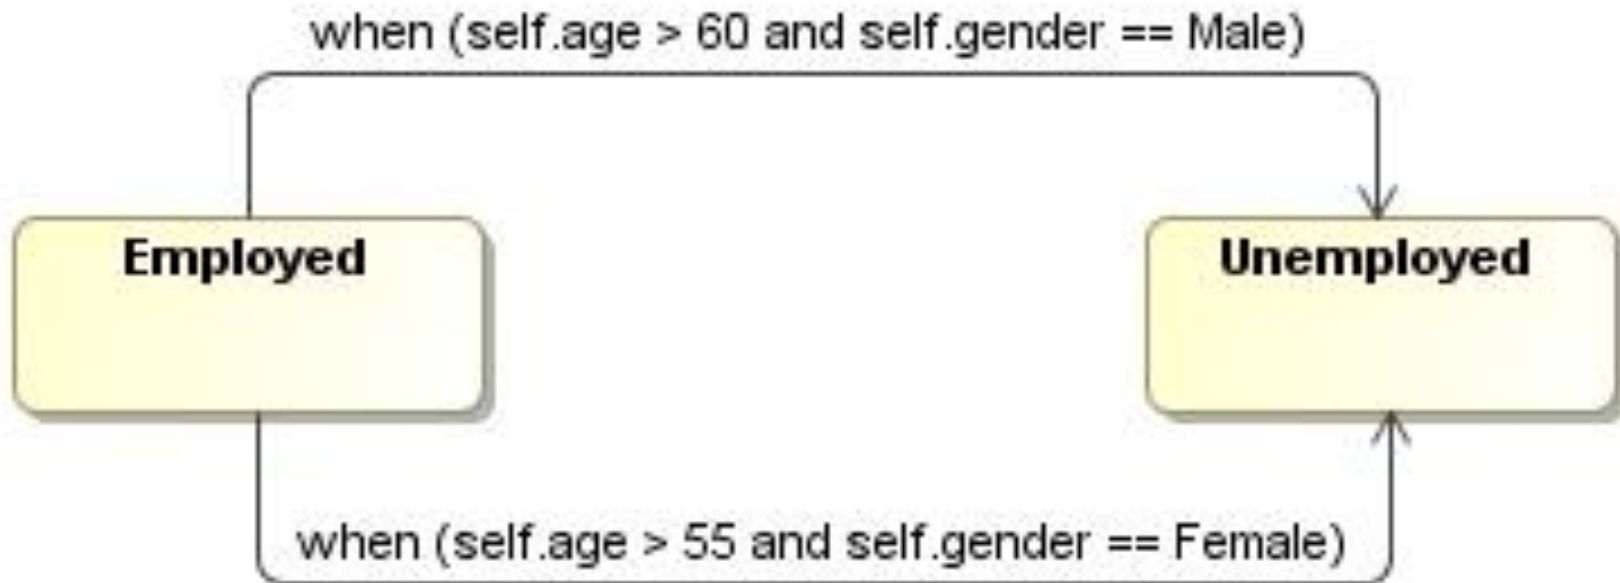 when (self.age > 60 and self.gender == Male)
Employed
Unemployed
when (self.age > 55 and self.gender == Female)